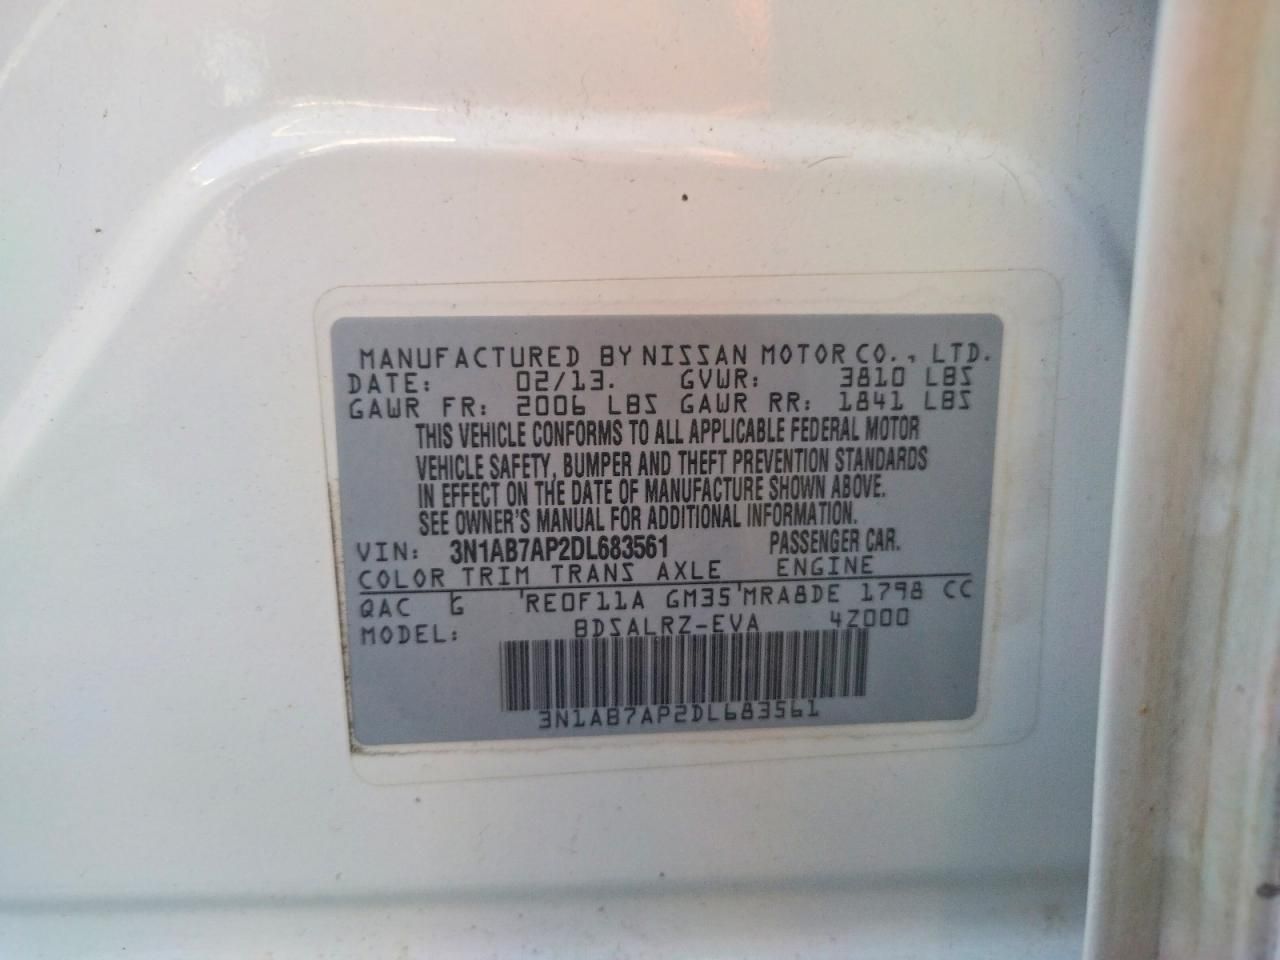 MANUFACTURED BY NISSAN MOTOR CO., LTD.
DATE: 02/13. GVWR: 3810 LBS
GAWR FR: 2006 LBS GAWR RR: 1841 LBS
THIS VEHICLE CONFORMS TO ALL APPLICABLE FEDERAL MOTOR
VEHICLE SAFETY, BUMPER AND THEFT PREVENTION STANDARDS
IN EFFECT ON THE DATE OF MANUFACTURE SHOWN ABOVE.
SEE OWNER'S MANUAL FOR ADDITIONAL INFORMATION.
VIN: 3N1AB7AP2DL683561 PASSENGER CAR.
COLOR TRIM TRANS AXLE ENGINE
QAC G RE0F11A GM35 MRA8DE 1798 CC
MODEL: BDSALRZ-EVA 4Z000
3N1AB7AP2DL683561